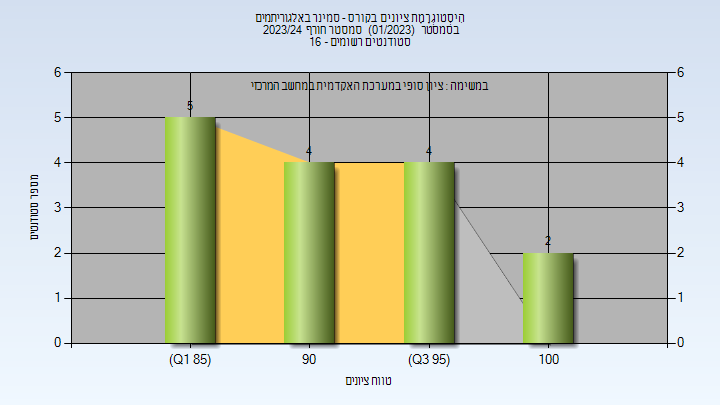 היסטוגרמת ציונים בקורס - סמינר באלגוריתמים
בסמסטר (01/2023) סמסטר חורף 2023/24
סטודנטים רשומים - 16
במשימה : ציון סופי במערכת האקדמית במחשב המרכזי
6 6
5 5
4 4
3 3
2 2
1 1
0 0
5 4 4 2
מספר סטודנטים
(Q1 85) 90 (Q3 95) 100
טווח ציונים